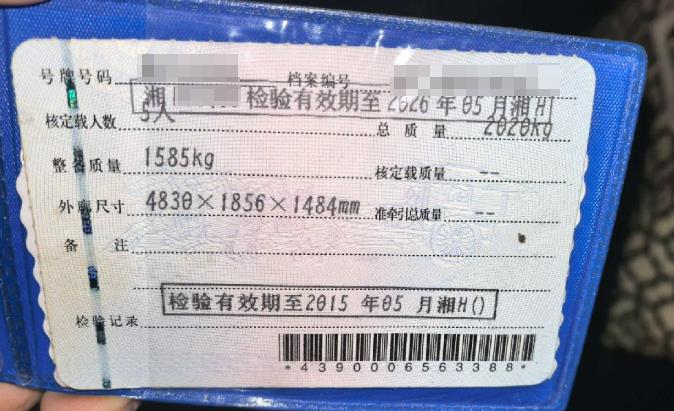 号牌号码 档案编号
湘 检验有效期至2026年05月湘H
核定载人数 5人 总质量 2020kg
整备质量 1585kg 核定载质量 --
外廓尺寸 4830×1856×1484mm 准牵引总质量 --
备注
检验有效期至2015 年05 月湘H()
检验记录
*4390006563388*